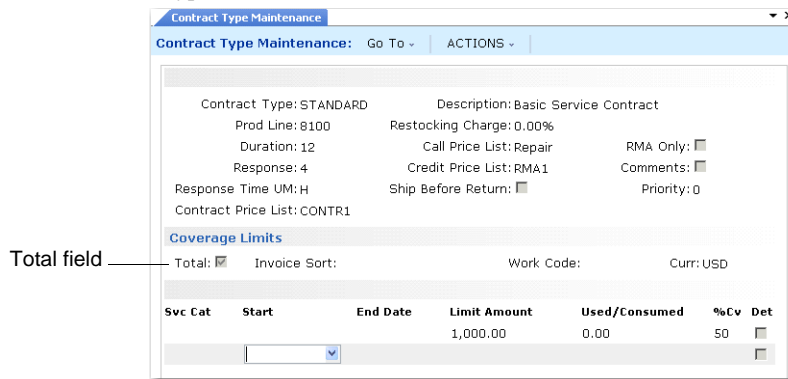 Contract Type Maintenance
Contract Type Maintenance: Go To ACTIONS
Contract Type: STANDARD Description: Basic Service Contract
Prod Line: 8100 Restocking Charge: 0.00%
Duration: 12 Call Price List: Repair RMA Only:
Response: 4 Credit Price List: RMA1 Comments:
Response Time UM: H Ship Before Return: Priority: 0
Contract Price List: CONTR1
Coverage Limits
Total field
Total: Invoice Sort: Work Code: Curr: USD
Svc Cat Start End Date Limit Amount Used/Consumed %Cv Det
1,000.00 0.00 50